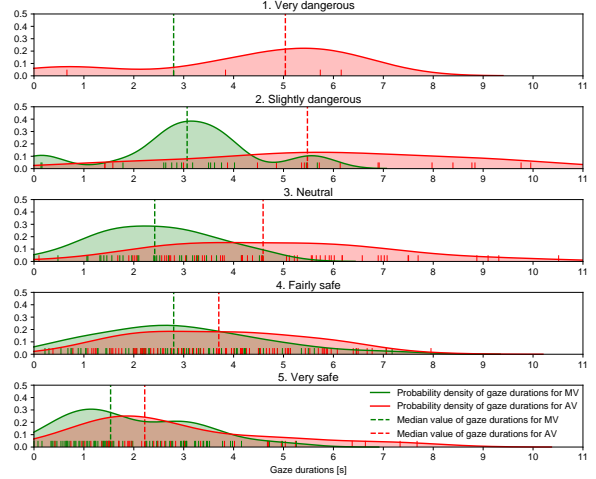 1. Very dangerous
0.5
0.4
0.3
0.2
0.1
0.0
0 1 2 3 4 5 6 7 8 9 10 11
2. Slightly dangerous
0.5
0.4
0.3
0.2
0.1
0.0
0 1 2 3 4 5 6 7 8 9 10 11
3. Neutral
0.5
0.4
0.3
0.2
0.1
0.0
0 1 2 3 4 5 6 7 8 9 10 11
4. Fairly safe
0.5
0.4
0.3
0.2
0.1
0.0
0 1 2 3 4 5 6 7 8 9 10 11
5. Very safe
0.5
0.4
0.3
0.2
0.1
0.0
Probability density of gaze durations for MV
Probability density of gaze durations for AV
Median value of gaze durations for MV
Median value of gaze durations for AV
0 1 2 3 4 5 6 7 8 9 10 11
Gaze durations [s]